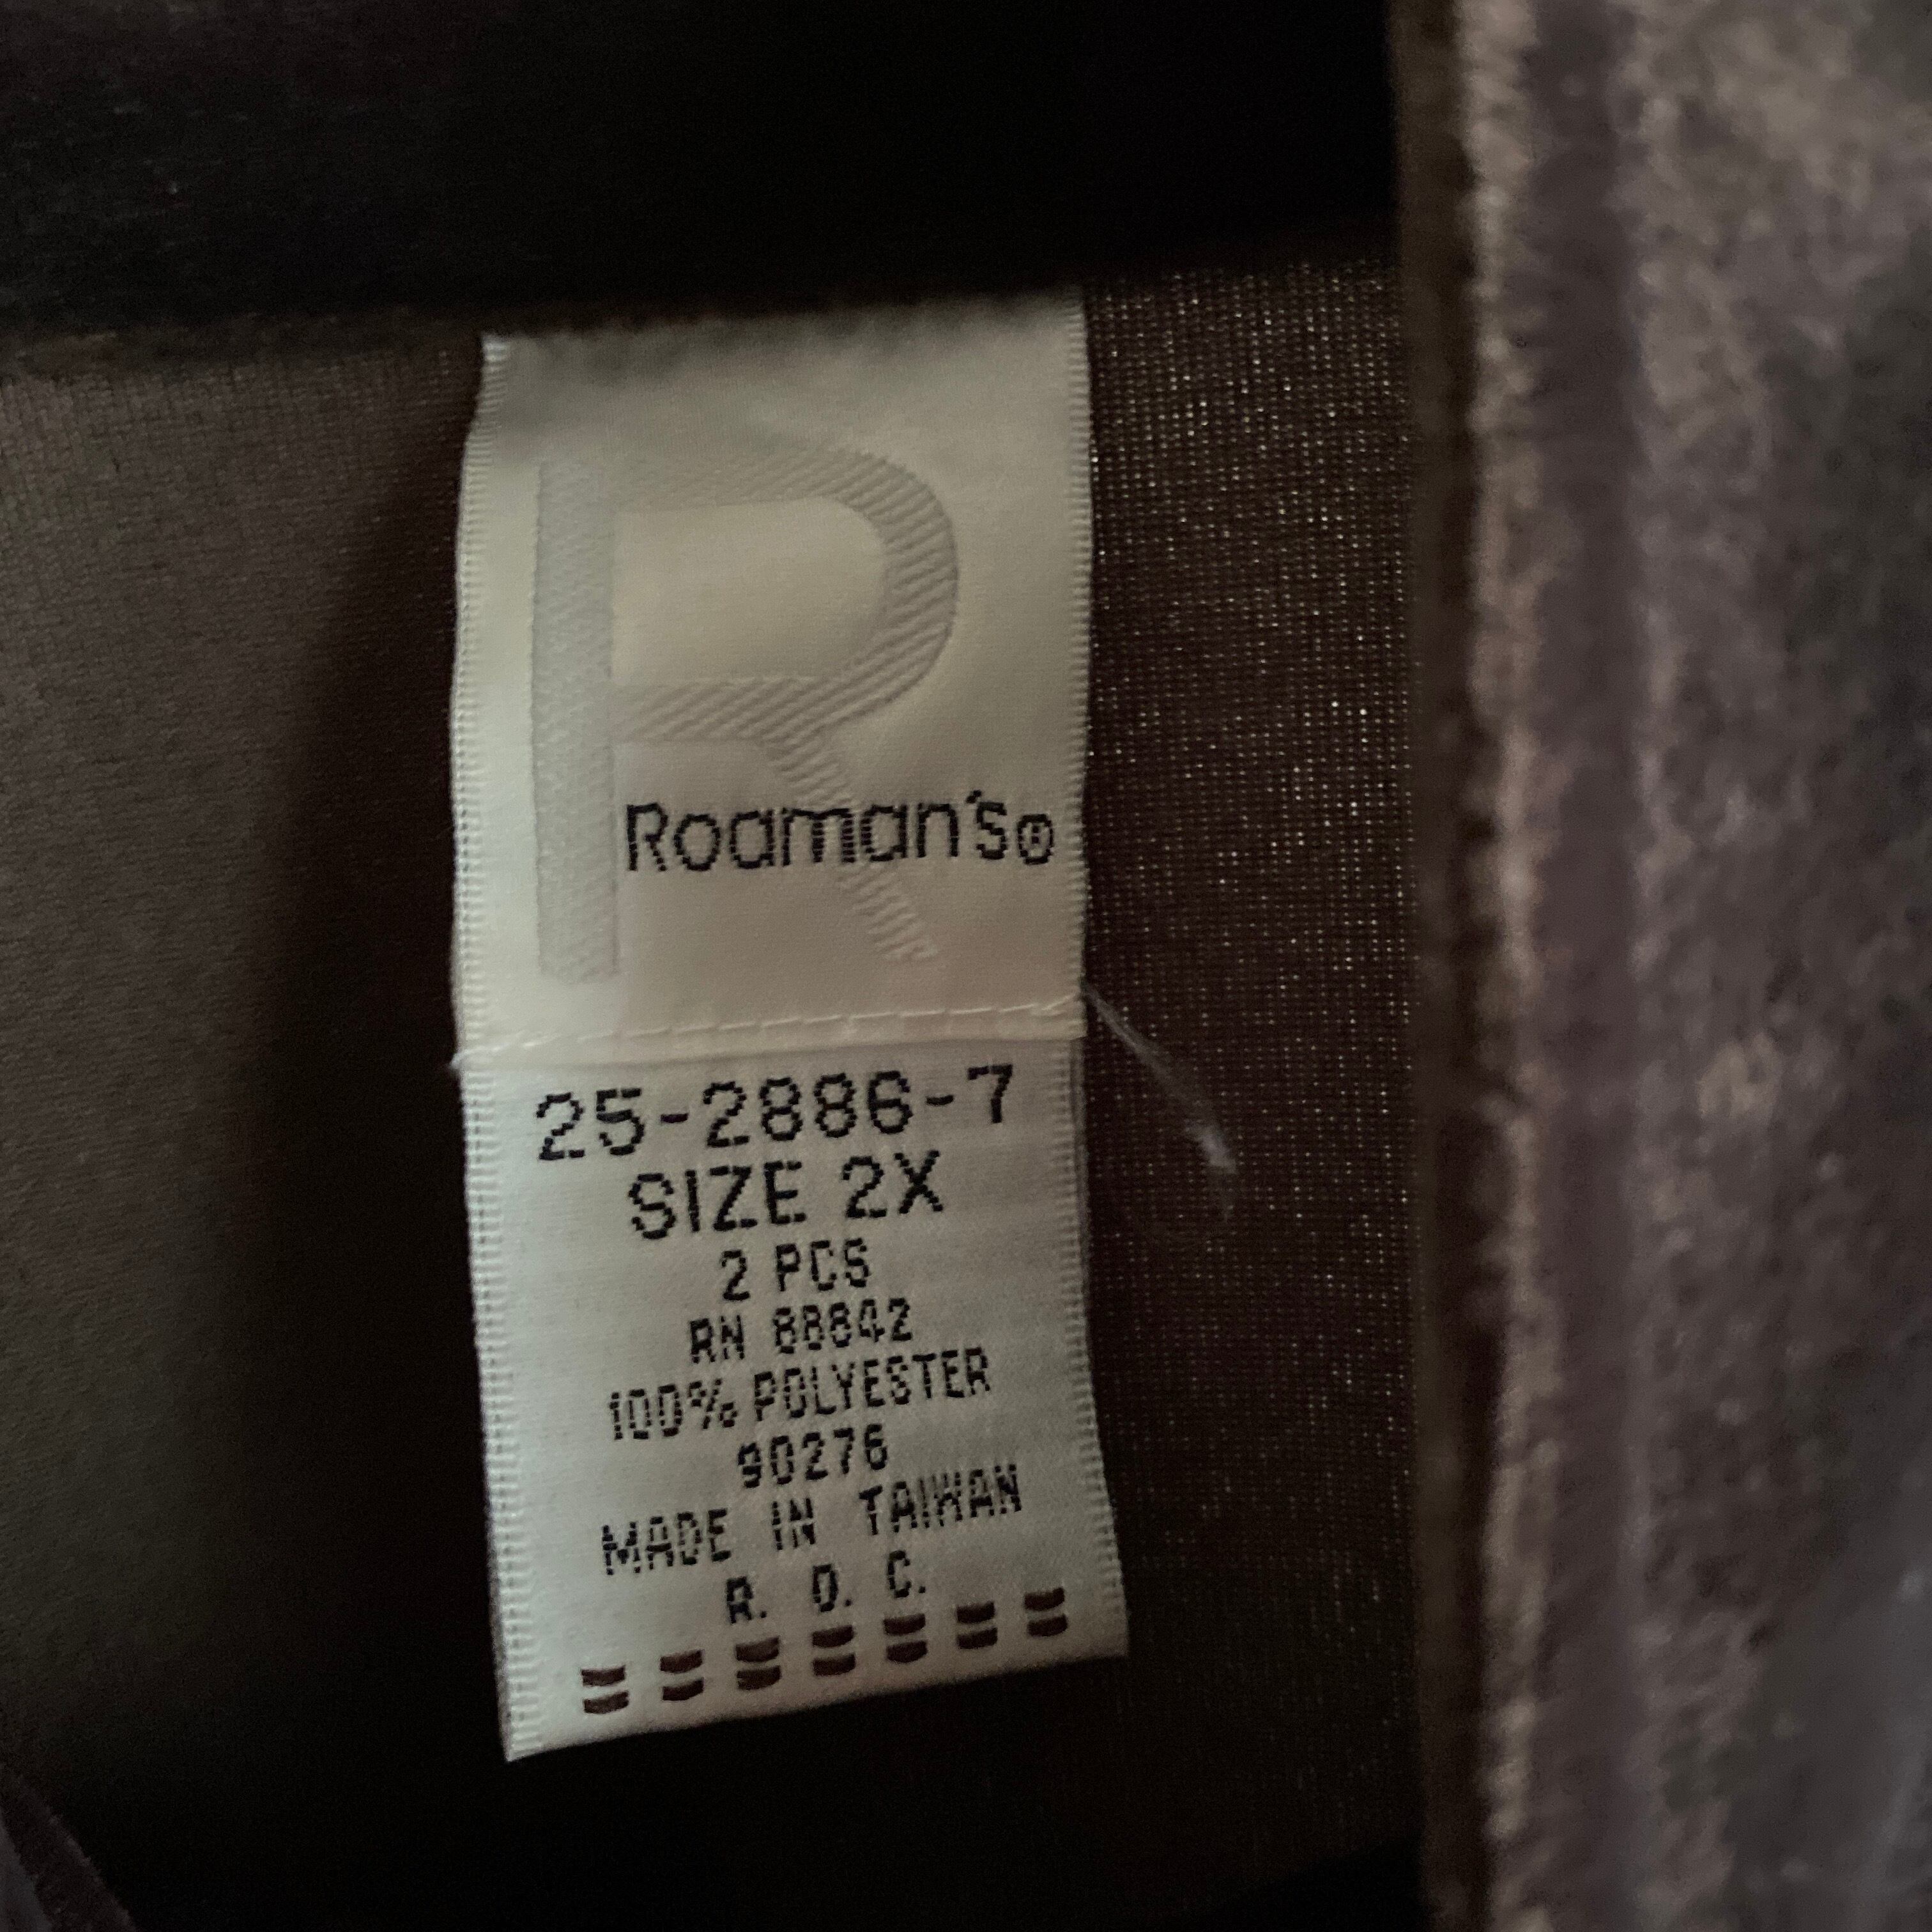 R
Roaman's®
25-2886-7
SIZE 2X
2 PCS
RN 88842
100% POLYESTER
90276
MADE IN TAIWAN
R. O. C.